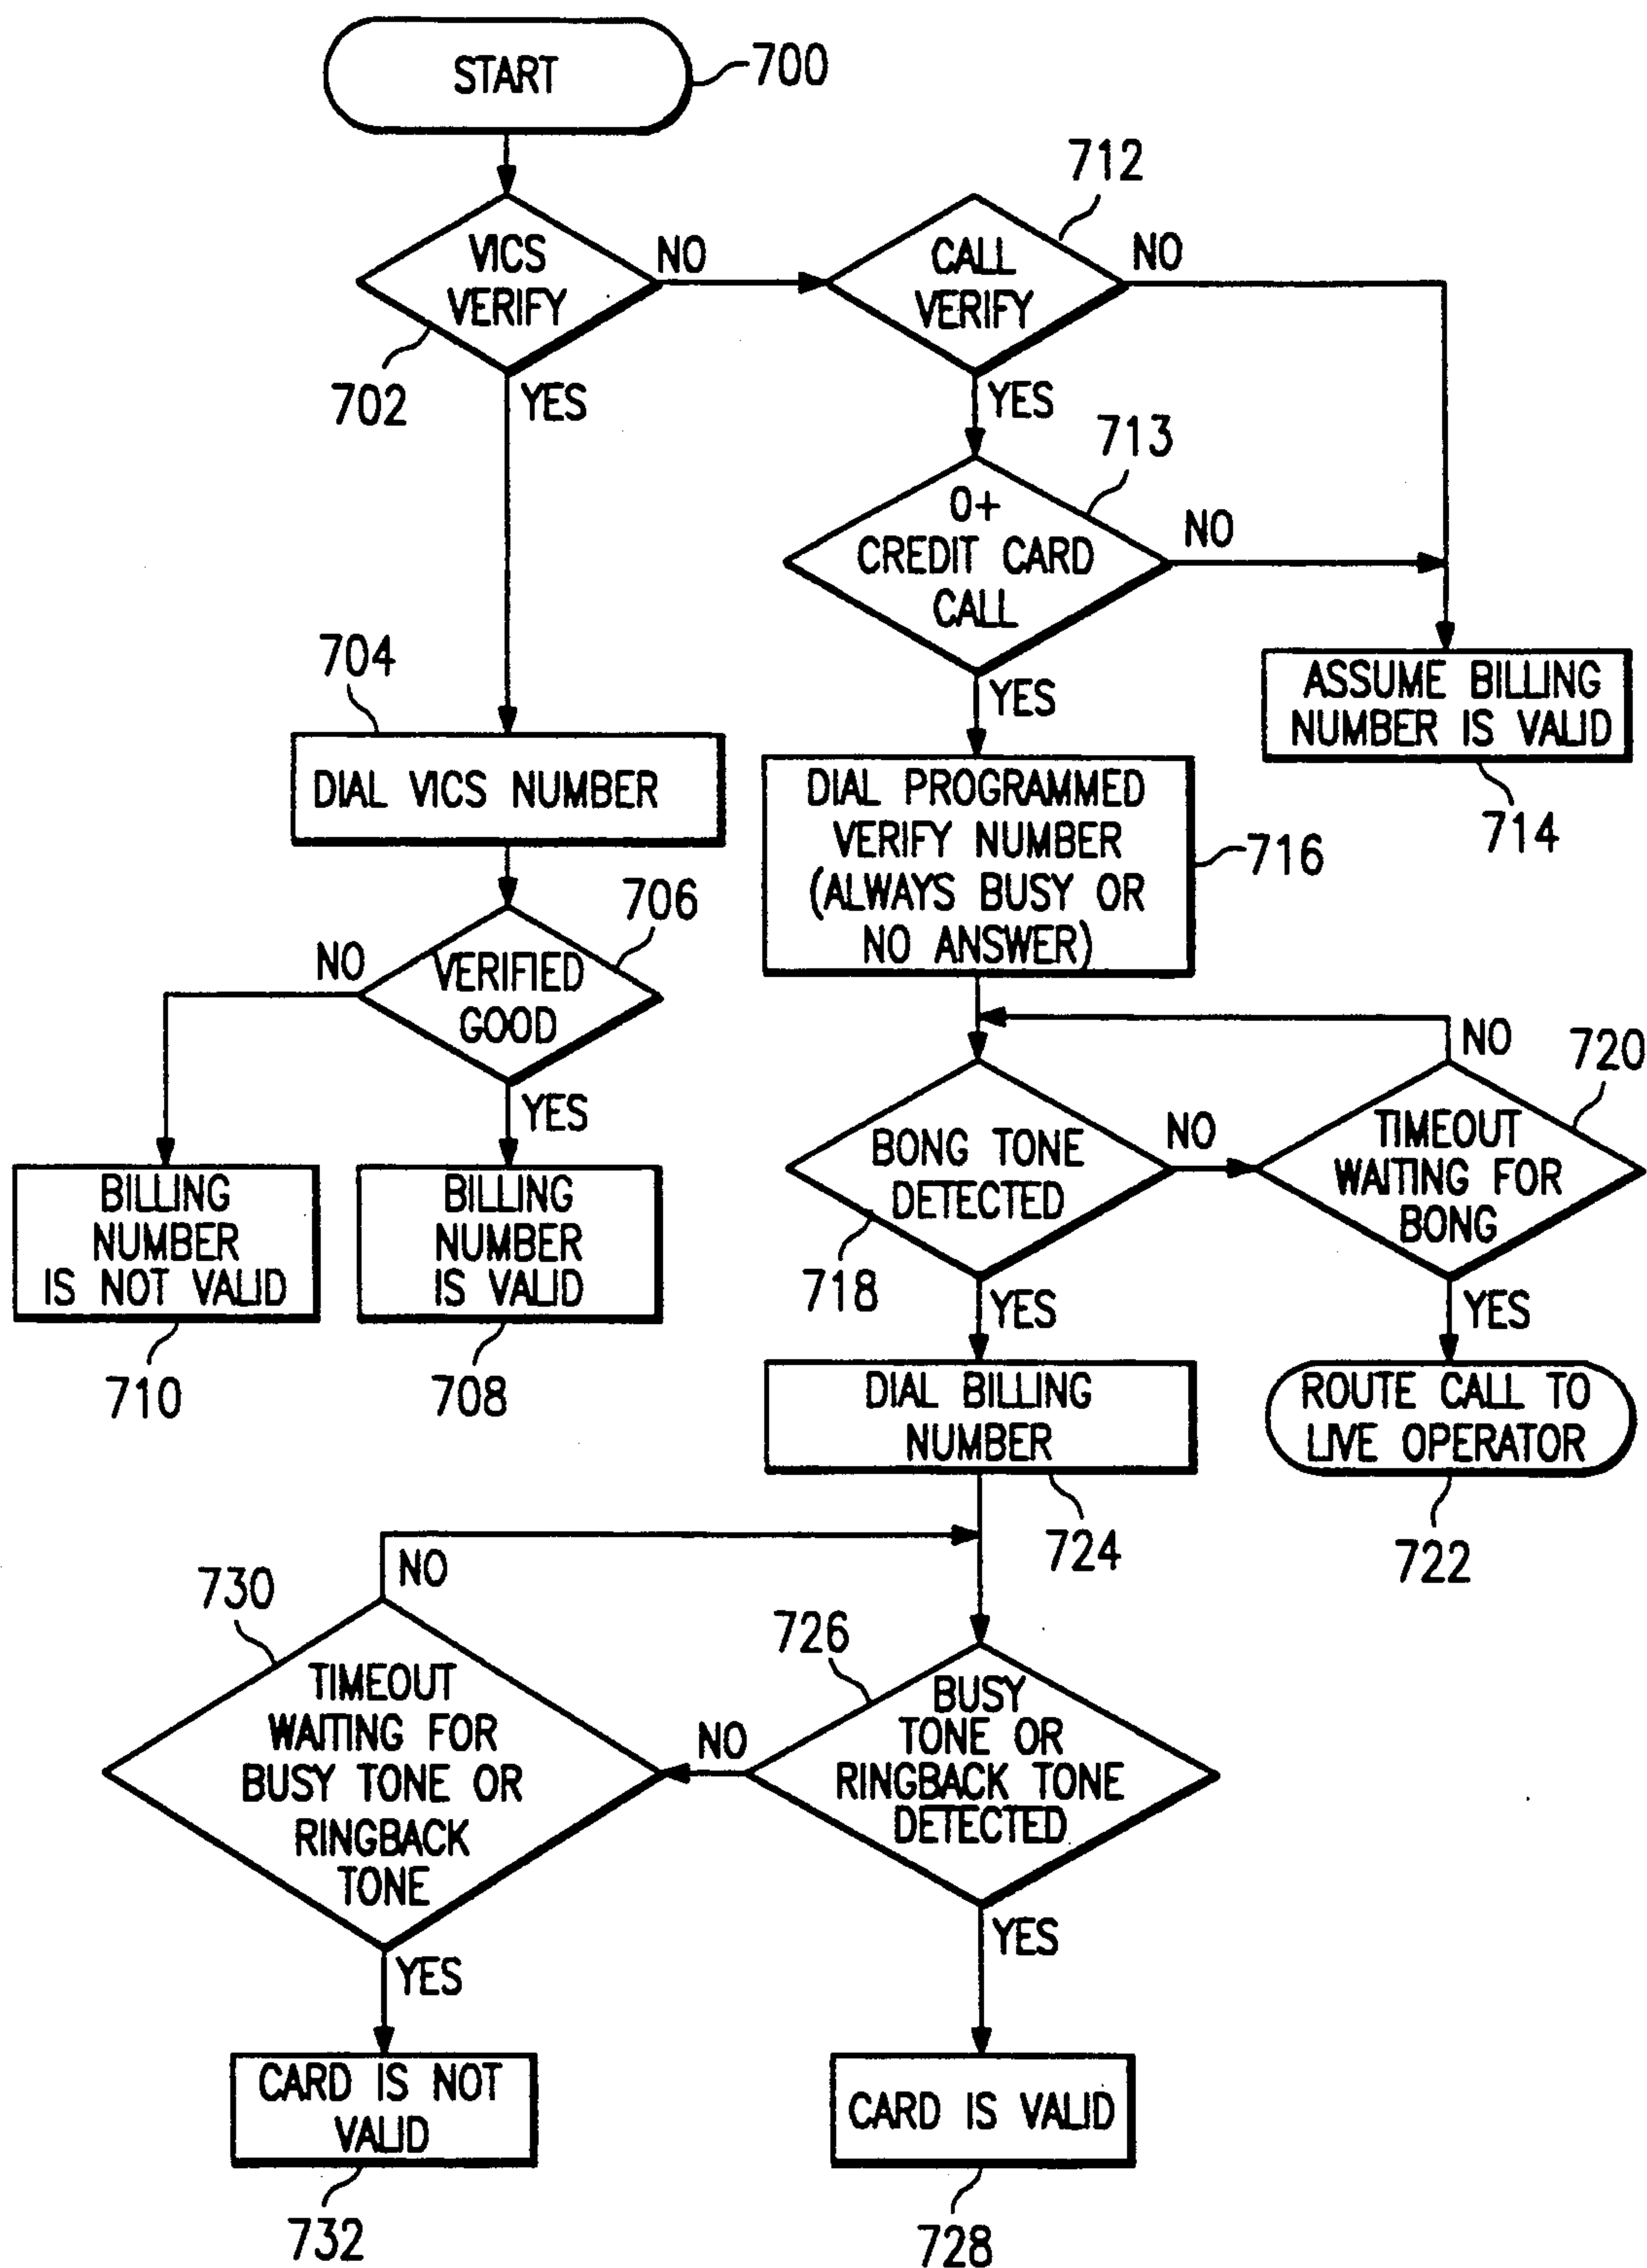 START
700
712
VICS
VERIFY
NO
CALL
VERIFY
NO
702
YES
YES
713
0+
CREDIT CARD
CALL
NO
704
YES
ASSUME BILLING
NUMBER IS VALID
714
DIAL VICS NUMBER
DIAL PROGRAMMED
VERIFY NUMBER
(ALWAYS BUSY OR
NO ANSWER)
716
706
NO
VERIFIED
GOOD
YES
NO
720
BONG TONE
DETECTED
NO
TIMEOUT
WAITING FOR
BONG
718
BILLING
NUMBER
IS NOT VALID
BILLING
NUMBER
IS VALID
710
708
YES
YES
DIAL BILLING
NUMBER
ROUTE CALL TO
LIVE OPERATOR
724
722
NO
730
726
TIMEOUT
WAITING FOR
BUSY TONE OR
RINGBACK
TONE
NO
BUSY
TONE OR
RINGBACK TONE
DETECTED
YES
YES
CARD IS NOT
VALID
CARD IS VALID
732
728